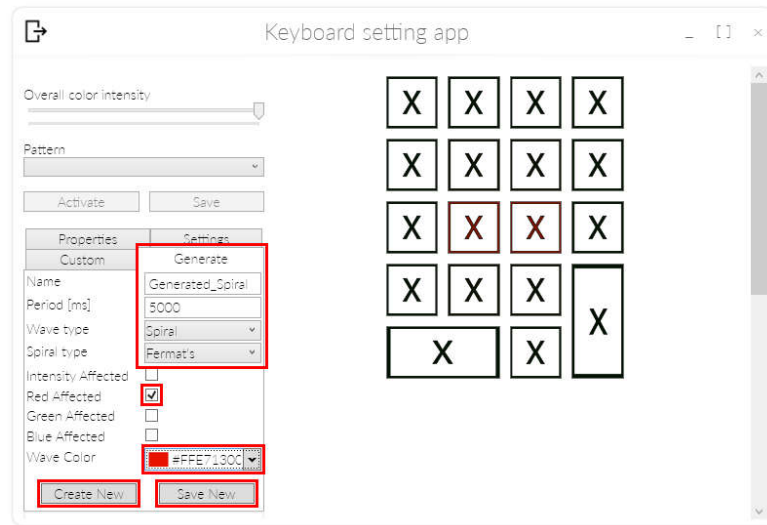 Keyboard setting app
Overall color intensity
X X X X
Pattern
X X X X
Activate Save
Properties Settings
X X X X
Custom Generate
Name Generated_Spiral
Period [ms] 5000
X X X X
Wave type Spiral
Spiral type Fermat's
X X
Intensity Affected
Red Affected
Green Affected
Blue Affected
Wave Color #FFE7130C
Create New Save New